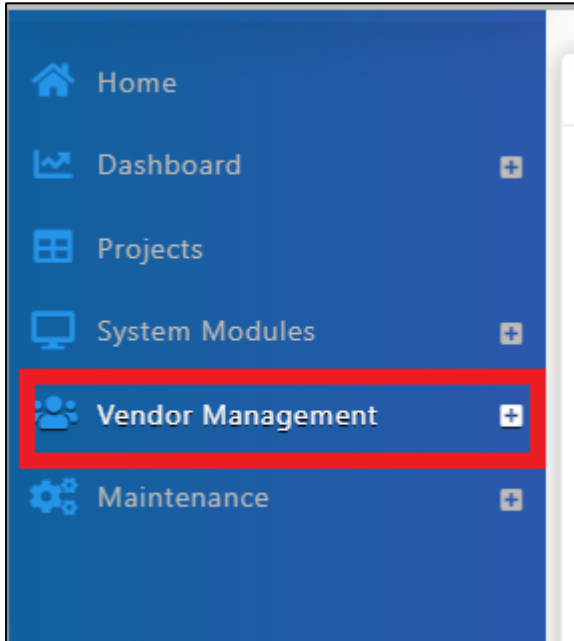 Home
Dashboard
Projects
System Modules
Vendor Management
Maintenance